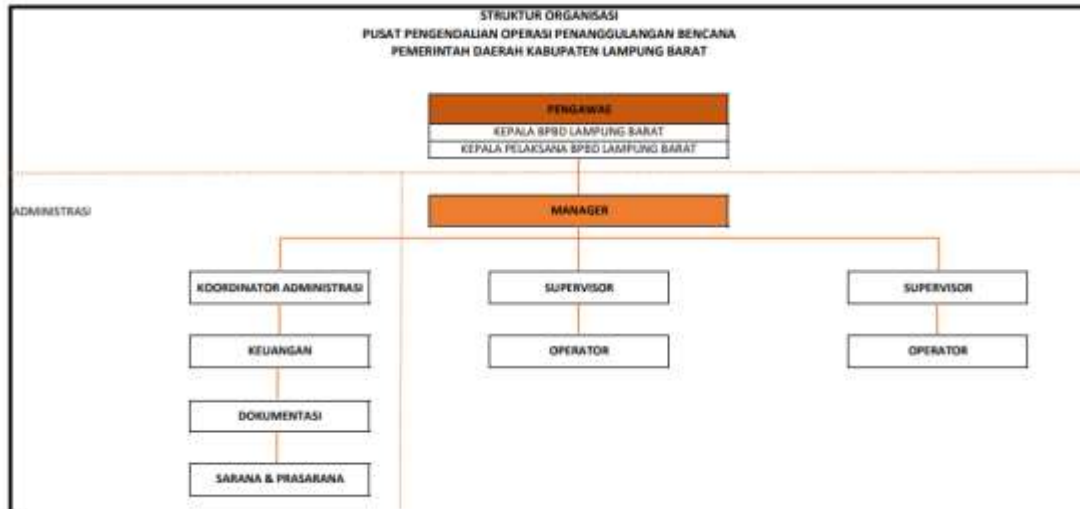 STRUKTUR ORGANISASI
PUSAT PENGENDALIAN OPERASI PENANGGULANGAN BENCANA
PEMERINTAH DAERAH KABUPATEN LAMPUNG BARAT
PENGAWAS
KEPALA BPBD LAMPUNG BARAT
KEPALA PELAKSANA BPBD LAMPUNG BARAT
ADMINISTRASI
MANAGER
KOORDINATOR ADMINISTRASI
SUPERVISOR
SUPERVISOR
KEUANGAN
OPERATOR
OPERATOR
DOKUMENTASI
SARANA & PRASARANA